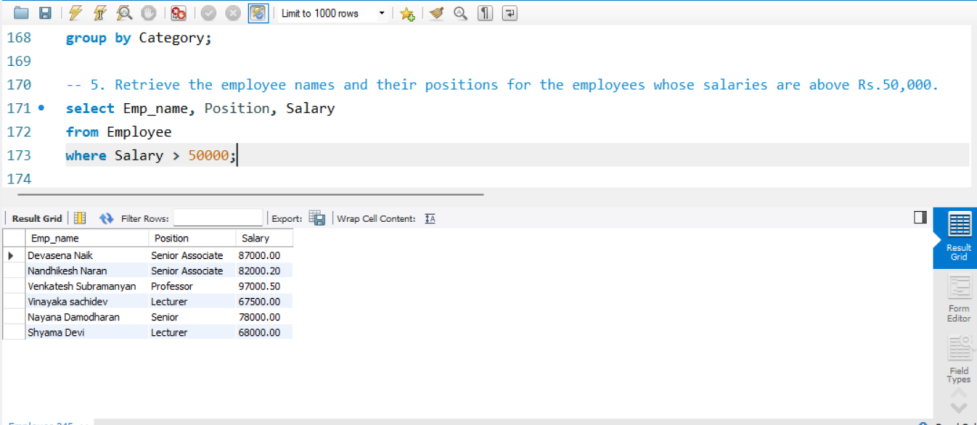 Limit to 1000 rows
168 group by Category;
169
170 -- 5. Retrieve the employee names and their positions for the employees whose salaries are above Rs.50,000.
171 select Emp_name, Position, Salary
172 from Employee
173 where Salary > 50000;
174
Result Grid Filter Rows: Export: Wrap Cell Content:
Emp_name Position Salary
Devasena Naik Senior Associate 87000.00
Nandhikesh Naran Senior Associate 82000.20
Venkatesh Subramanyan Professor 97000.50
Vinayaka sachidev Lecturer 67500.00
Nayana Damodharan Senior 78000.00
Shyama Devi Lecturer 68000.00
Result
Grid
Form
Editor
Field
Types